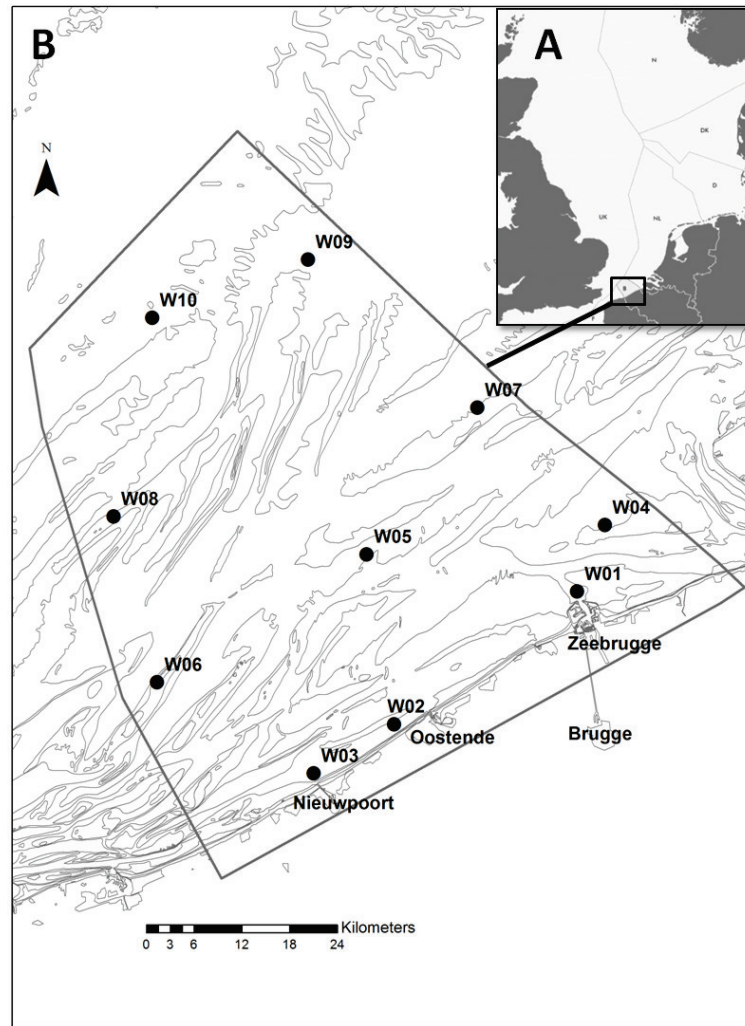 B
A
N
DK
D
UK
NL
B
F
N
W09
W10
W07
W08
W04
W05
W01
Zeebrugge
W06
W02
Oostende
Brugge
W03
Nieuwpoort
Kilometers
0 3 6 12 18 24